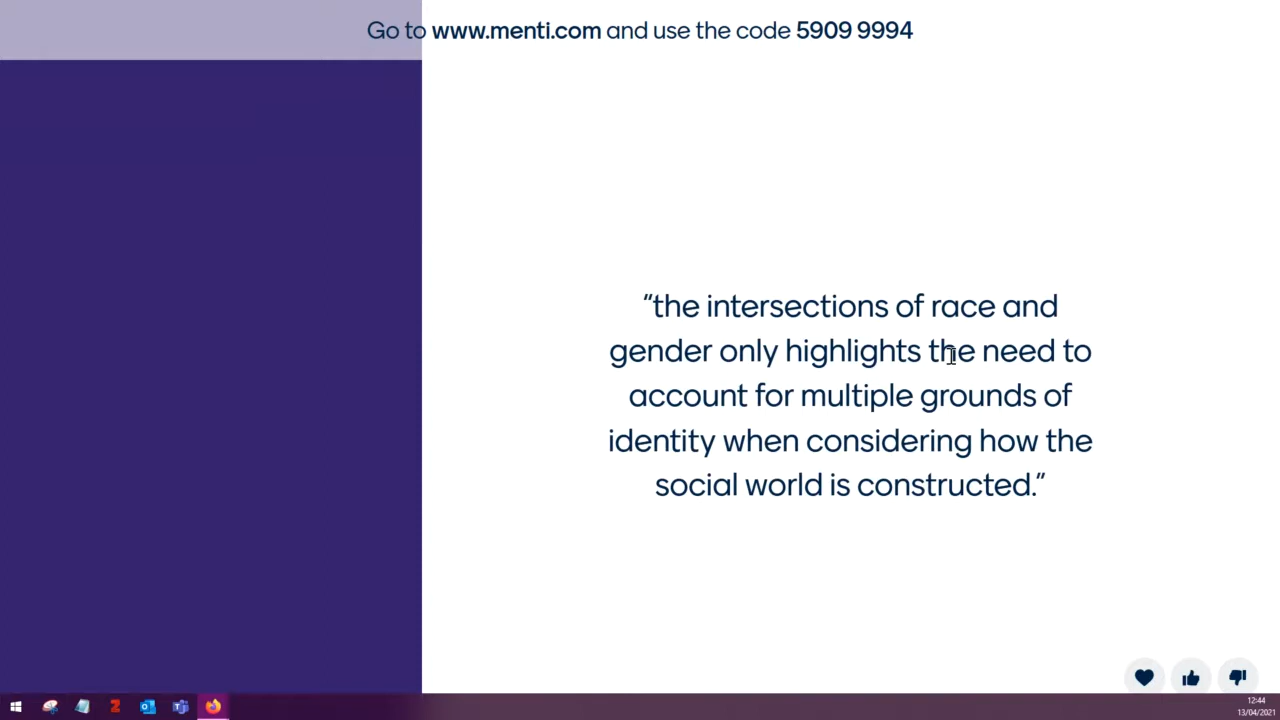 Go to www.menti.com and use the code 5909 9994
"the intersections of race and
gender only highlights the need to
account for multiple grounds of
identity when considering how the
social world is constructed."
12:44
13/04/2021